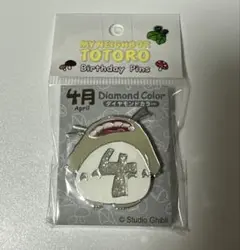 MY NEIGHBOUR
TOTORO
Birthday Pins
4月
April
Diamond Color
ダイヤモンドカラー
4
© Studio Ghibli